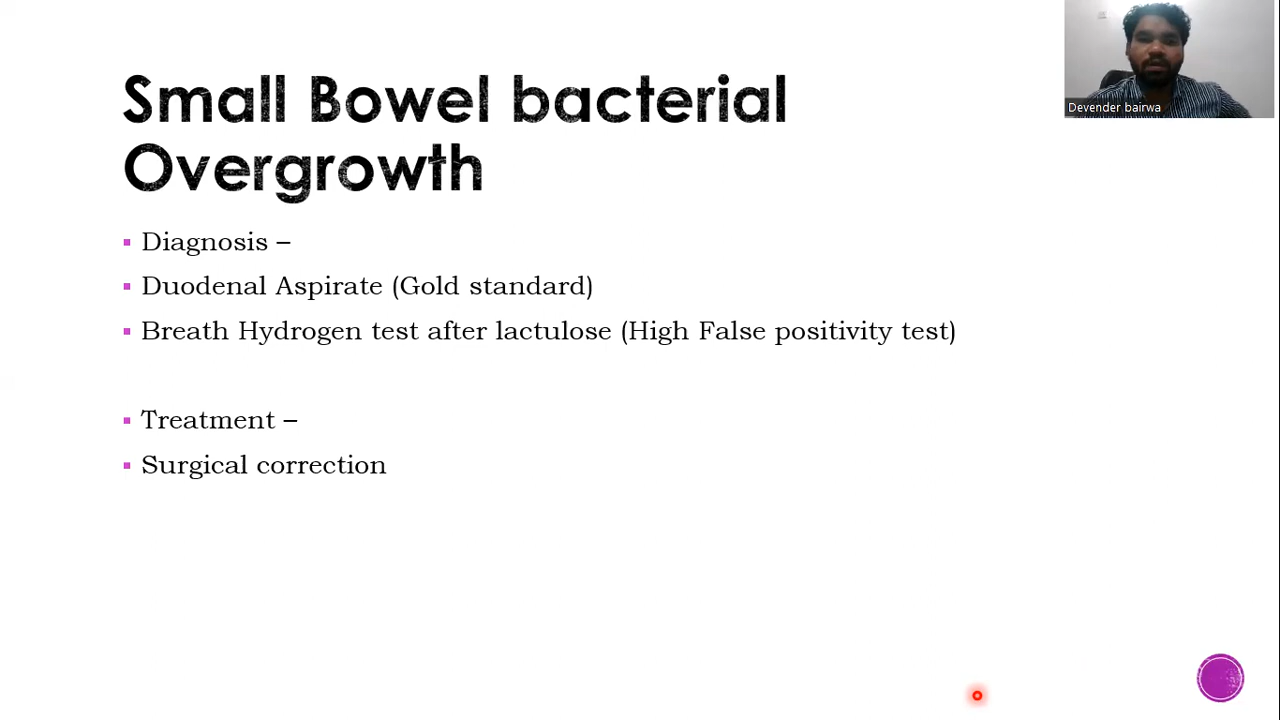 Small Bowel bacterial
Overgrowth
Diagnosis –
Duodenal Aspirate (Gold standard)
Breath Hydrogen test after lactulose (High False positivity test)
Treatment –
Surgical correction
Devender bairwa